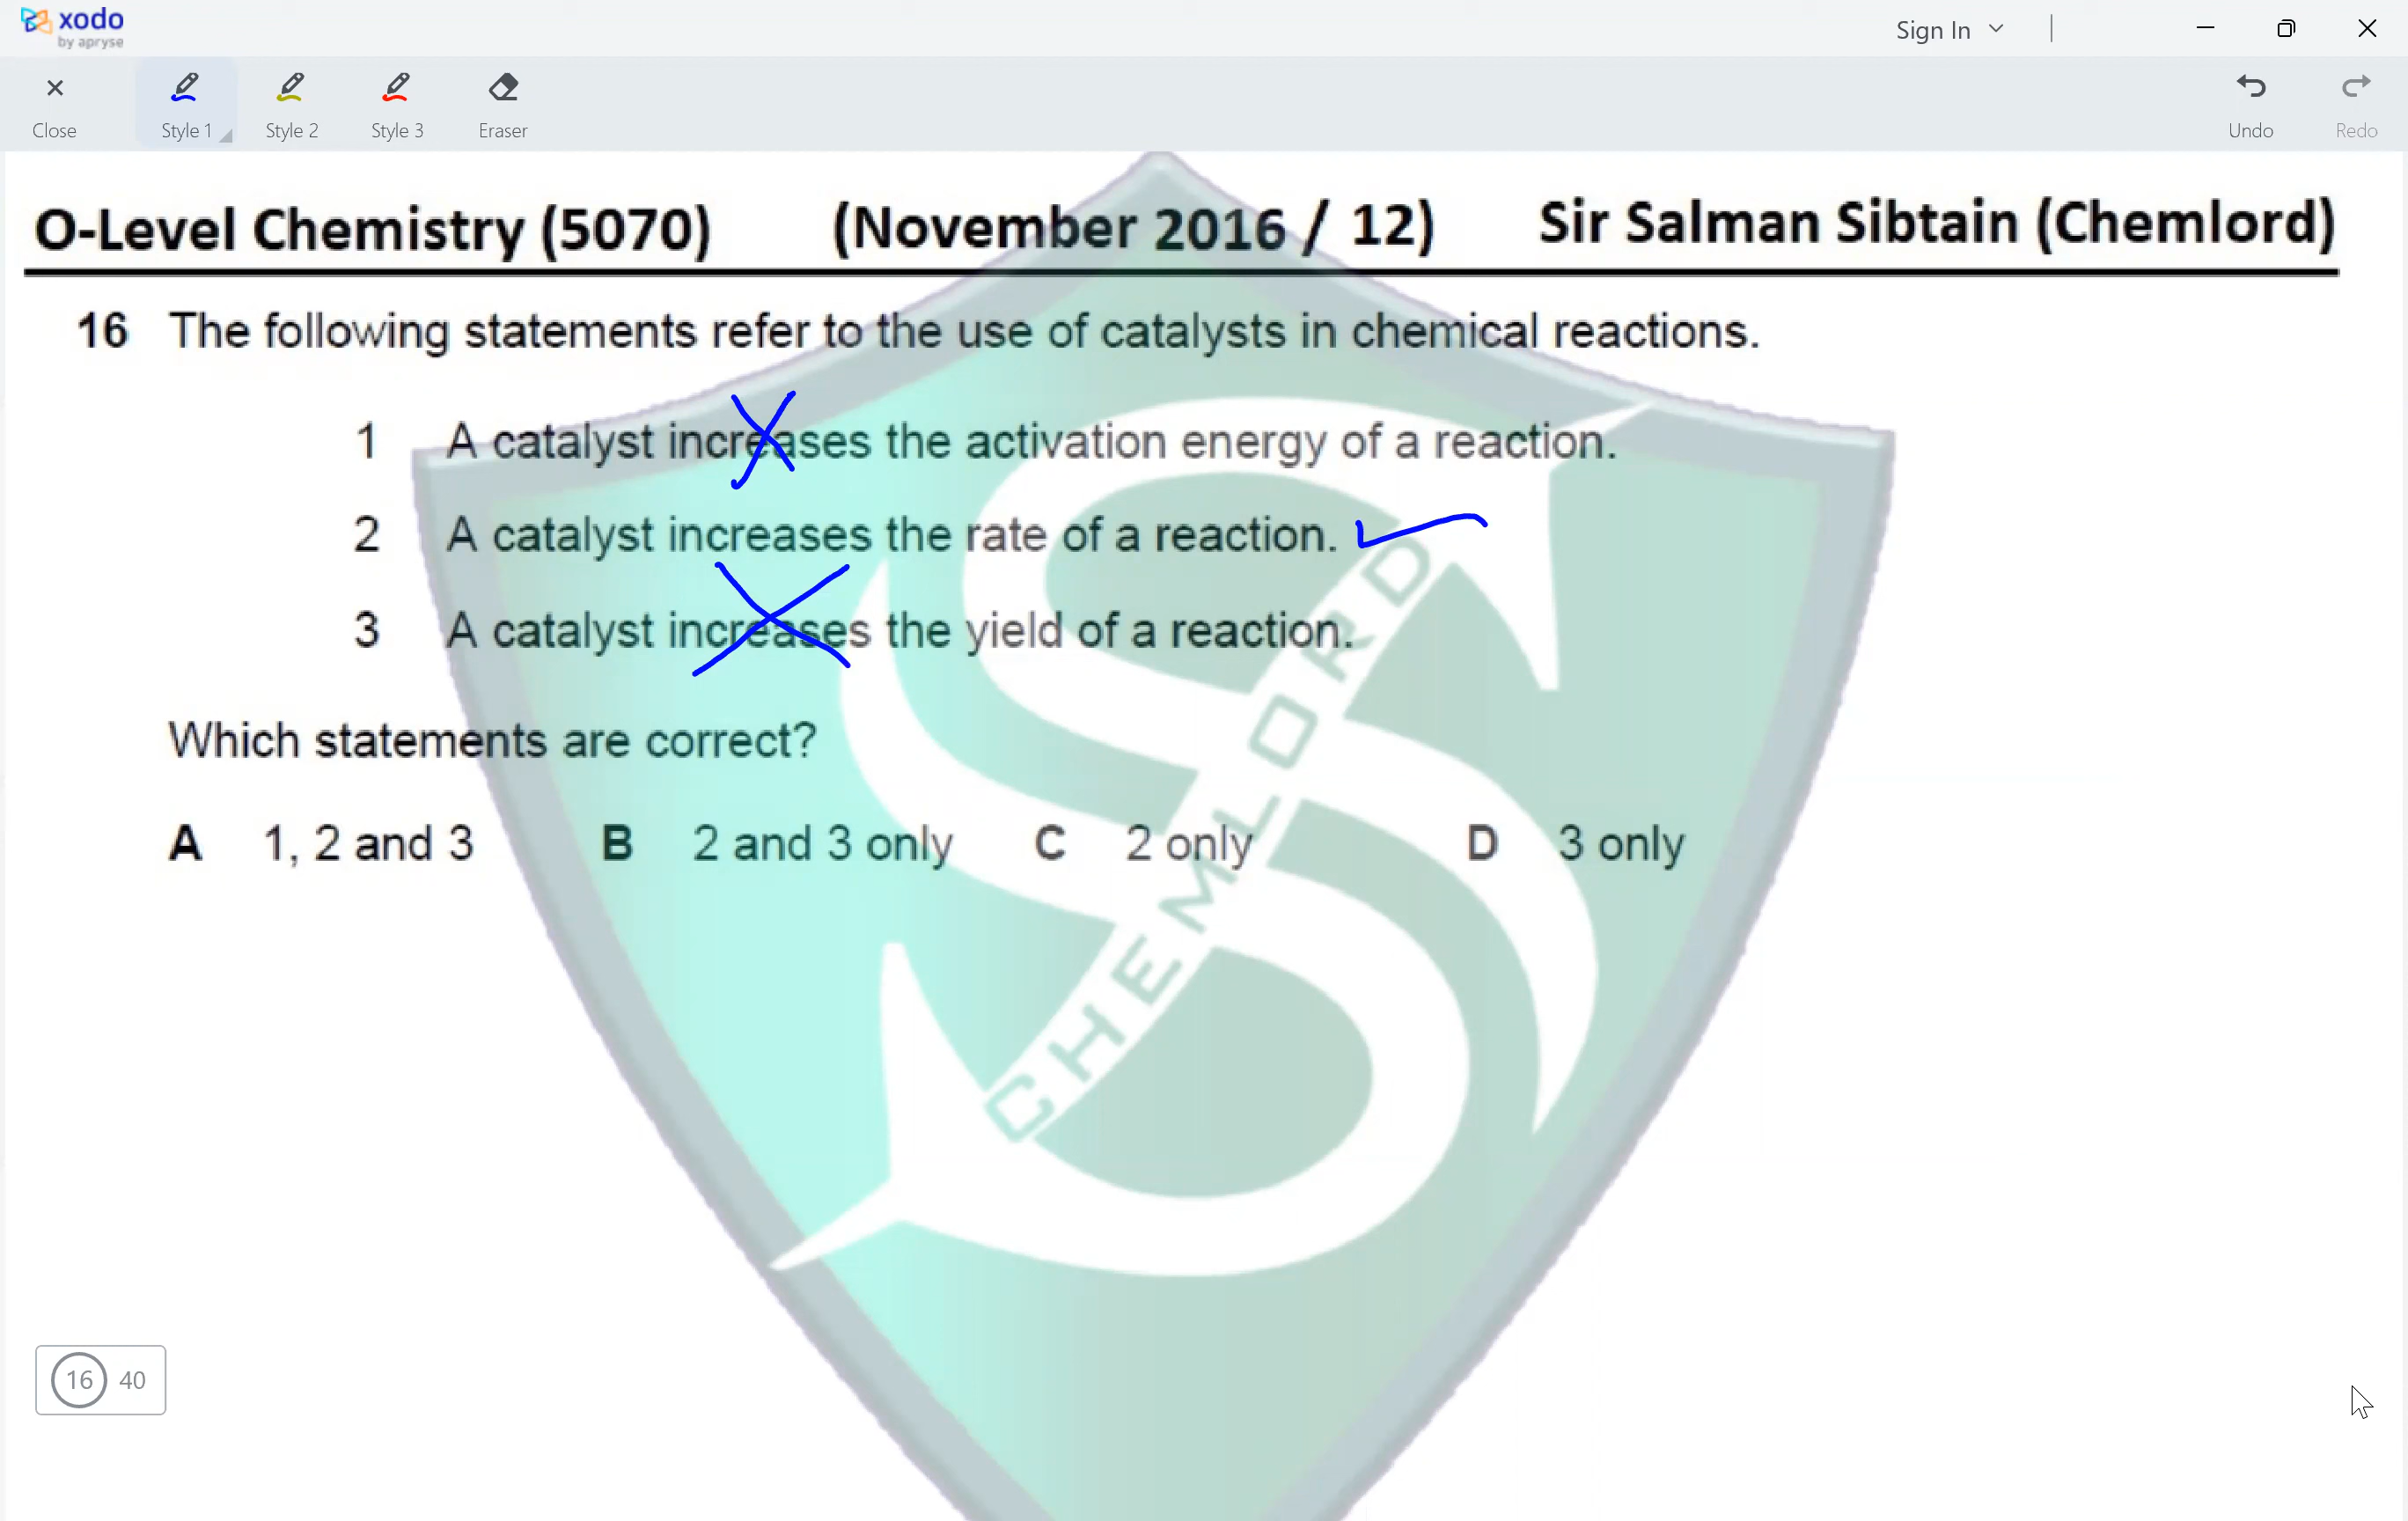 xodo
by apryse
Sign In
Close
Style 1
Style 2
Style 3
Eraser
Undo
Redo
O-Level Chemistry (5070) (November 2016 / 12) Sir Salman Sibtain (Chemlord)
16 The following statements refer to the use of catalysts in chemical reactions.
1 A catalyst increases the activation energy of a reaction.
2 A catalyst increases the rate of a reaction.
3 A catalyst increases the yield of a reaction.
Which statements are correct?
A 1, 2 and 3 B 2 and 3 only C 2 only D 3 only
CHEMLORD
16 40